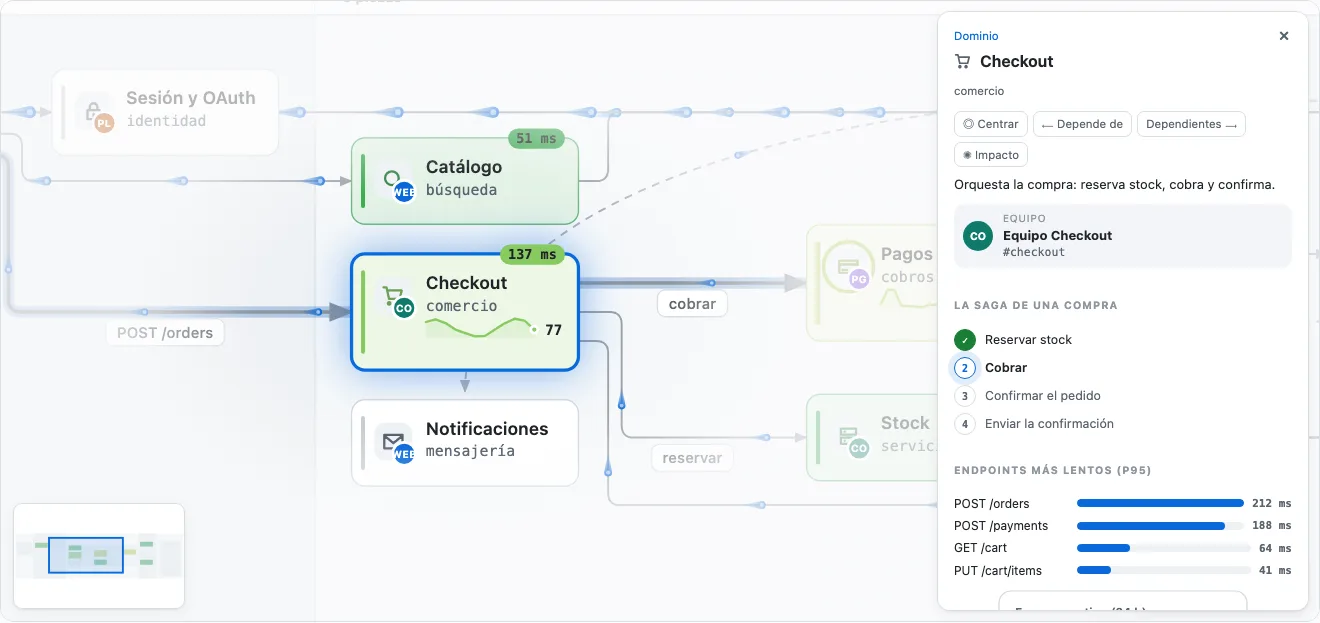 Sesión y OAuth
PL
identidad
51 ms
Catálogo
WEB
búsqueda
137 ms
Checkout
CO
comercio
77
POST /orders
cobrar
Pagos
PG
cobros
Notificaciones
WEB
mensajería
reservar
Stock
CO
servic
Dominio
×
Checkout
comercio
Centrar
← Depende de
Dependientes →
Impacto
Orquesta la compra: reserva stock, cobra y confirma.
CO
EQUIPO
Equipo Checkout
#checkout
LA SAGA DE UNA COMPRA
✓ Reservar stock
2 Cobrar
3 Confirmar el pedido
4 Enviar la confirmación
ENDPOINTS MÁS LENTOS (P95)
POST /orders 212 ms
POST /payments 188 ms
GET /cart 64 ms
PUT /cart/items 41 ms